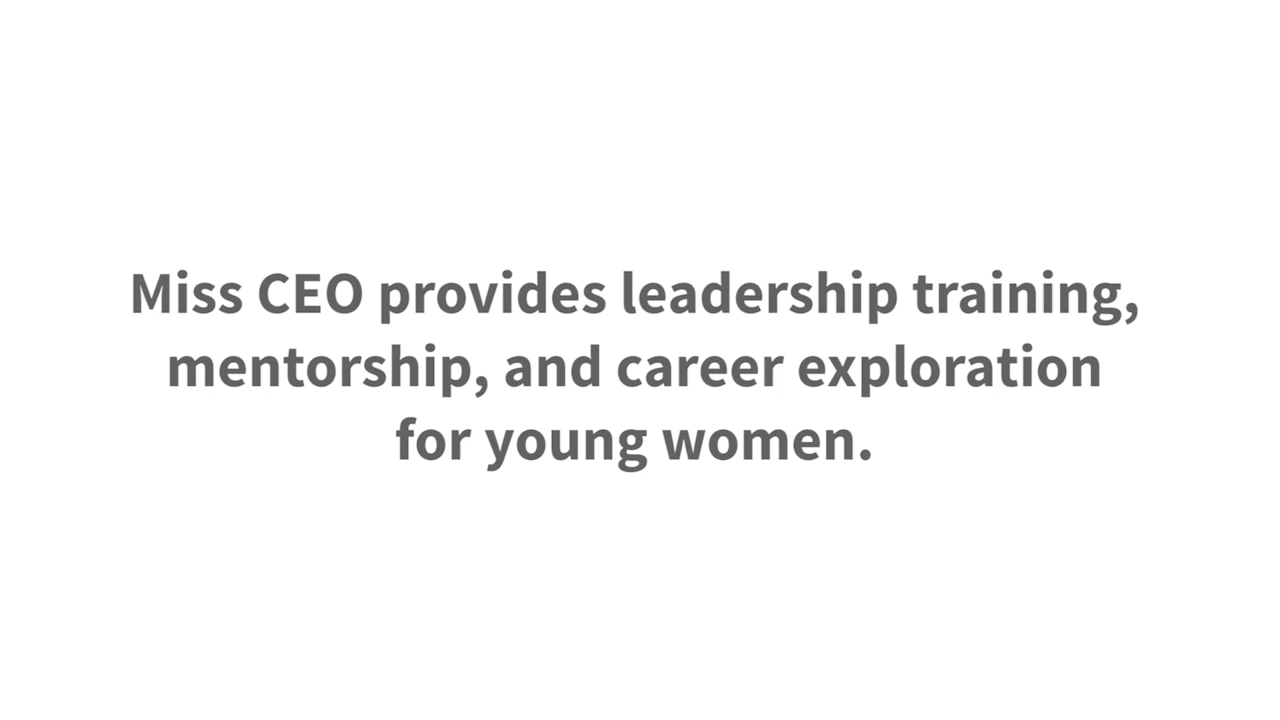 Miss CEO provides leadership training,
mentorship, and career exploration
for young women.